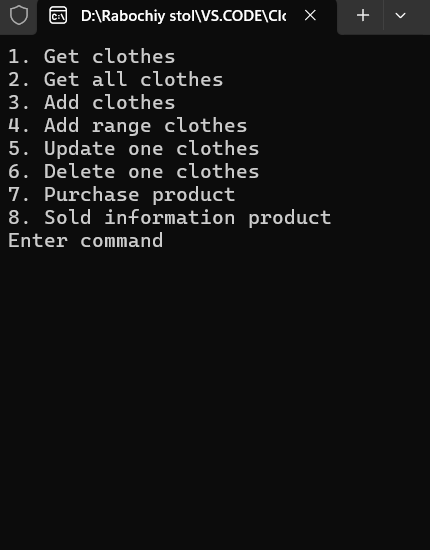 D:\Rabochiy stol\VS.CODE\Clo
1. Get clothes
2. Get all clothes
3. Add clothes
4. Add range clothes
5. Update one clothes
6. Delete one clothes
7. Purchase product
8. Sold information product
Enter command